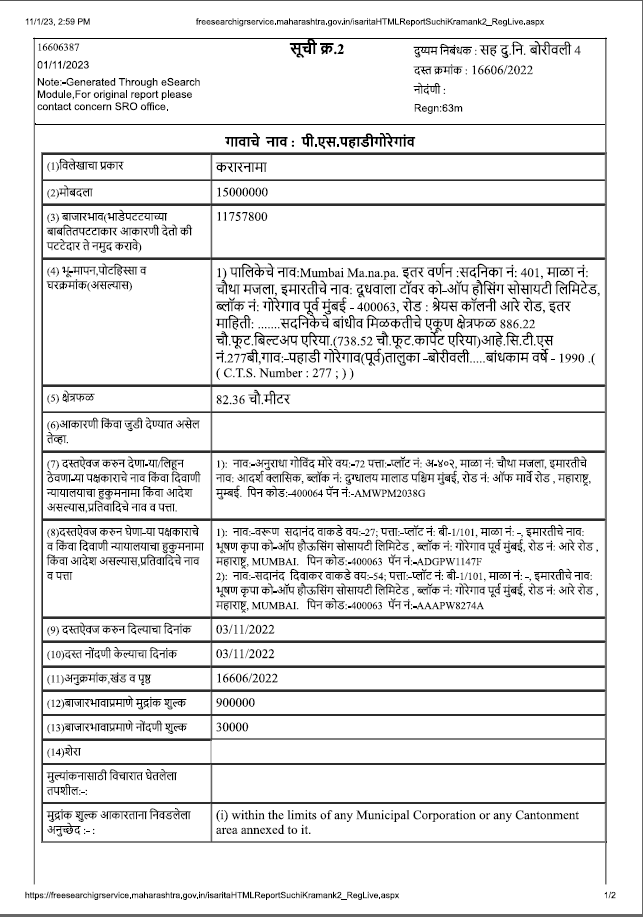 11/1/23, 2:59 PM freesearchigrservice.maharashtra.gov.in/isaritaHTMLReportSuchiKramank2_RegLive.aspx
16606387
01/11/2023
Note:-Generated Through eSearch
Module,For original report please
contact concern SRO office,
सूची क्र.2
दुय्यम निबंधक : सह दु.नि. बोरीवली 4
दस्त क्रमांक : 16606/2022
नोदंणी :
Regn:63m
गावाचे नाव : पी.एस.पहाडीगोरेगांव
(1)विलेखाचा प्रकार करारनामा
(2)मोबदला 15000000
(3) बाजारभाव(भाडेपटटयाच्या
बाबतितपटटाकार आकारणी देतो की
पटटेदार ते नमुद करावे)
11757800
(4) भू-मापन,पोटहिस्सा व
घरक्रमांक(असल्यास)
1) पालिकेचे नाव:Mumbai Ma.na.pa. इतर वर्णन :सदनिका नं: 401, माळा नं:
चौथा मजला, इमारतीचे नाव: दूधवाला टॉवर को-ऑप हौसिंग सोसायटी लिमिटेड,
ब्लॉक नं: गोरेगाव पूर्व मुंबई - 400063, रोड : श्रेयस कॉलनी आरे रोड, इतर
माहिती: .......सदनिकेचे बांधीव मिळकतीचे एकूण क्षेत्रफळ 886.22
चौ.फूट.बिल्टअप एरिया.(738.52 चौ.फूट.कार्पेट एरिया)आहे.सि.टी.एस
नं.277बी,गाव:-पहाडी गोरेगाव(पूर्व)तालुका -बोरीवली.....बांधकाम वर्षे - 1990 .(
( C.T.S. Number : 277 ; ) )
(5) क्षेत्रफळ 82.36 चौ.मीटर
(6)आकारणी किंवा जुडी देण्यात असेल
तेव्हा.
(7) दस्तऐवज करुन देणा-या/लिहून
ठेवणा-या पक्षकाराचे नाव किंवा दिवाणी
न्यायालयाचा हुकुमनामा किंवा आदेश
असल्यास,प्रतिवादिचे नाव व पत्ता.
1): नाव:-अनुराधा गोविंद मोरे वय:-72 पत्ता:-प्लॉट नं: अ-४०२, माळा नं: चौथा मजला, इमारतीचे
नाव: आदर्श क्लासिक, ब्लॉक नं: दुग्धालय मालाड पश्चिम मुंबई, रोड नं: ऑफ मार्वे रोड , महाराष्ट्र,
मुम्बई. पिन कोड:-400064 पॅन नं:-AMWPM2038G
(8)दस्तऐवज करुन घेणा-या पक्षकाराचे
व किंवा दिवाणी न्यायालयाचा हुकुमनामा
किंवा आदेश असल्यास,प्रतिवादिचे नाव
व पत्ता
1): नाव:-वरूण सदानंद वाकडे वय:-27; पत्ता:-प्लॉट नं: बी-1/101, माळा नं: -, इमारतीचे नाव:
भूषण कृपा को-ऑप हौऊसिंग सोसायटी लिमिटेड , ब्लॉक नं: गोरेगाव पूर्व मुंबई, रोड नं: आरे रोड ,
महाराष्ट्र, MUMBAI. पिन कोड:-400063 पॅन नं:-ADGPW1147F
2): नाव:-सदानंद दिवाकर वाकडे वय:-54; पत्ता:-प्लॉट नं: बी-1/101, माळा नं: -, इमारतीचे नाव:
भूषण कृपा को-ऑप हौऊसिंग सोसायटी लिमिटेड , ब्लॉक नं: गोरेगाव पूर्व मुंबई, रोड नं: आरे रोड ,
महाराष्ट्र, MUMBAI. पिन कोड:-400063 पॅन नं:-AAAPW8274A
(9) दस्तऐवज करुन दिल्याचा दिनांक 03/11/2022
(10)दस्त नोंदणी केल्याचा दिनांक 03/11/2022
(11)अनुक्रमांक,खंड व पृष्ठ 16606/2022
(12)बाजारभावाप्रमाणे मुद्रांक शुल्क 900000
(13)बाजारभावाप्रमाणे नोंदणी शुल्क 30000
(14)शेरा
मुल्यांकनासाठी विचारात घेतलेला
तपशील:-:
मुद्रांक शुल्क आकारताना निवडलेला
अनुच्छेद :- :
(i) within the limits of any Municipal Corporation or any Cantonment
area annexed to it.
https://freesearchigrservice.maharashtra.gov.in/isaritaHTMLReportSuchiKramank2_RegLive.aspx 1/2